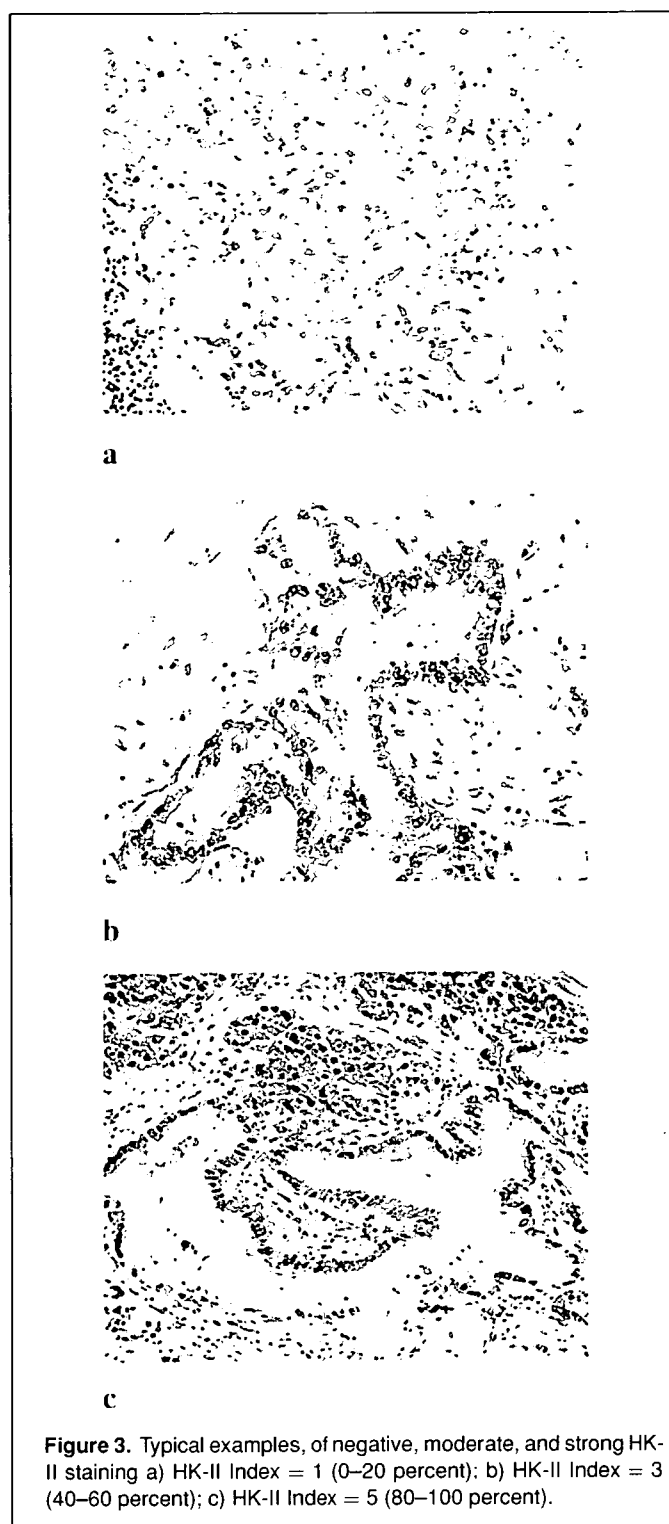 a
b
c
Figure 3. Typical examples, of negative, moderate, and strong HK-
II staining a) HK-II Index = 1 (0–20 percent); b) HK-II Index = 3
(40–60 percent); c) HK-II Index = 5 (80–100 percent).